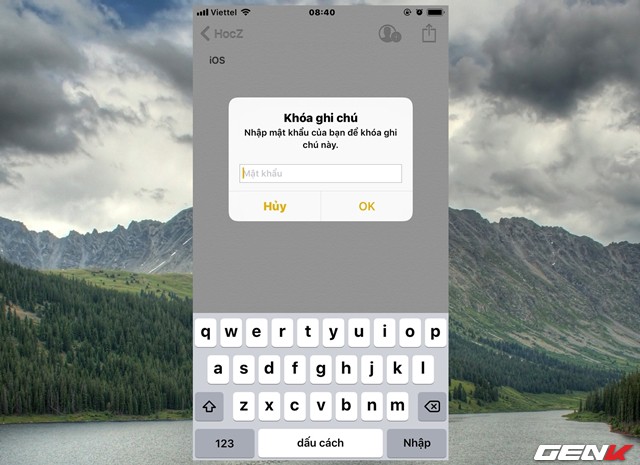 Viettel 08:40
HocZ
iOS
Khóa ghi chú
Nhập mật khẩu của bạn để khóa ghi
chú này.
Mật khẩu
Hủy OK
q w e r t y u i o p
a s d f g h j k l
z x c v b n m
123 dấu cách Nhập
GENK